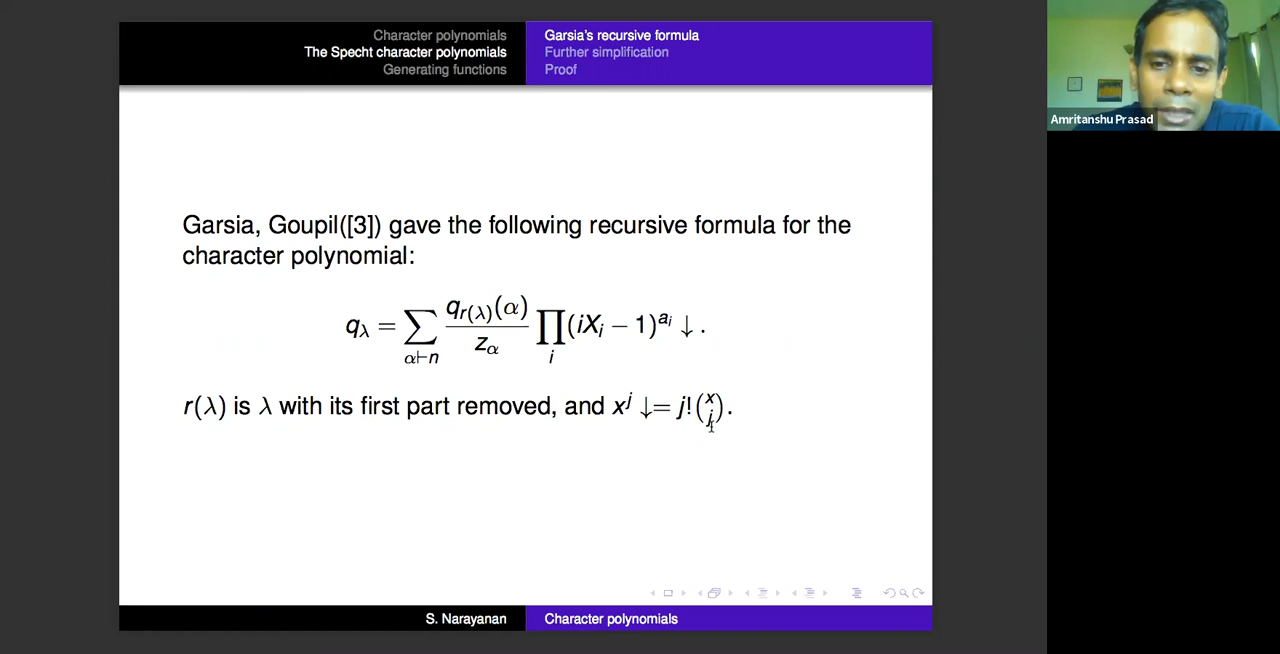 Character polynomials
The Specht character polynomials
Generating functions
Garsia's recursive formula
Further simplification
Proof
Amritanshu Prasad
Garsia, Goupil([3]) gave the following recursive formula for the
character polynomial:
q_λ = ∑_{α⊢n} \frac{q_{r(λ)}(α)}{z_α} ∏_i (iX_i − 1)^{a_i} ↓ .
r(λ) is λ with its first part removed, and x^j ↓= j!\binom{x}{j}.
S. Narayanan
Character polynomials